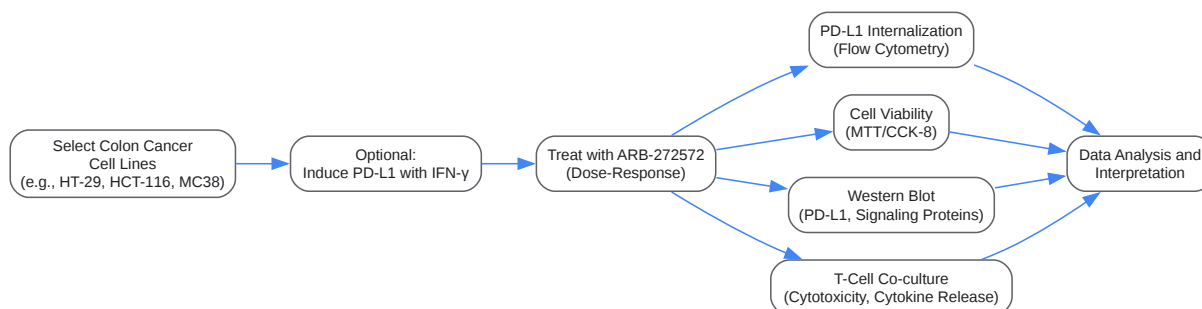 Select Colon Cancer
Cell Lines
(e.g., HT-29, HCT-116, MC38)
Optional:
Induce PD-L1 with IFN-γ
Treat with ARB-272572
(Dose-Response)
PD-L1 Internalization
(Flow Cytometry)
Cell Viability
(MTT/CCK-8)
Western Blot
(PD-L1, Signaling Proteins)
T-Cell Co-culture
(Cytotoxicity, Cytokine Release)
Data Analysis and
Interpretation